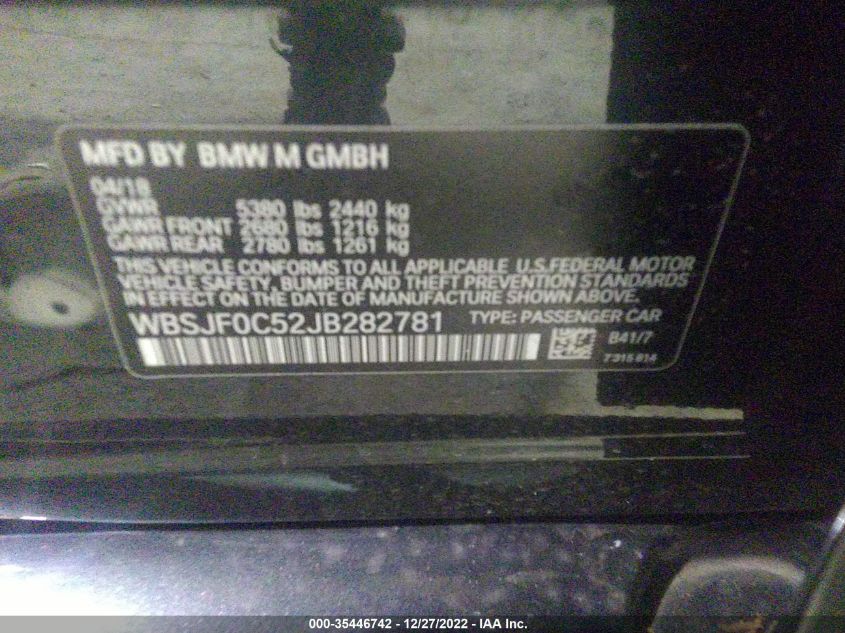 MFD BY BMW M GMBH
04/18
GVWR 5380 lbs 2440 kg
GAWR FRONT 2680 lbs 1216 kg
GAWR REAR 2780 lbs 1261 kg
THIS VEHICLE CONFORMS TO ALL APPLICABLE U.S.FEDERAL MOTOR
VEHICLE SAFETY, BUMPER AND THEFT PREVENTION STANDARDS
IN EFFECT ON THE DATE OF MANUFACTURE SHOWN ABOVE.
WBSJF0C52JB282781 TYPE: PASSENGER CAR
B41/7
7 315 814
000-35446742 - 12/27/2022 - IAA Inc.